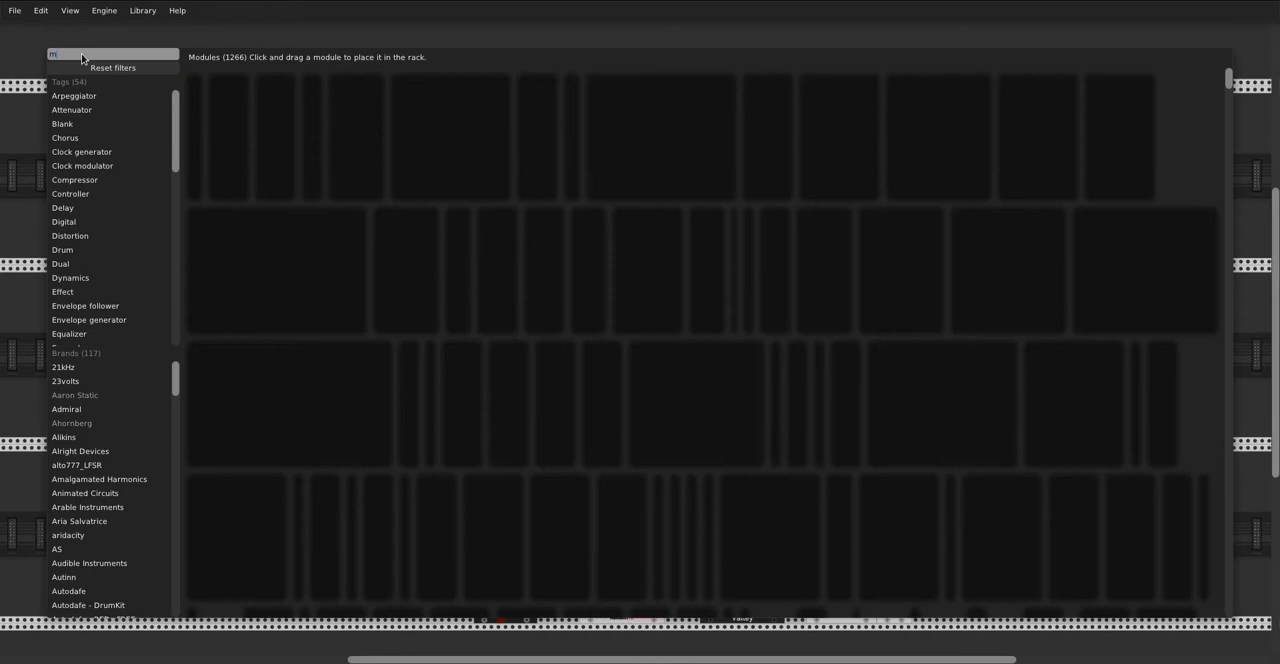 File Edit View Engine Library Help
m
Modules (1266) Click and drag a module to place it in the rack.
Reset filters
Tags (54)
Arpeggiator
Attenuator
Blank
Chorus
Clock generator
Clock modulator
Compressor
Controller
Delay
Digital
Distortion
Drum
Dual
Dynamics
Effect
Envelope follower
Envelope generator
Equalizer
Brands (117)
21kHz
23volts
Aaron Static
Admiral
Ahornberg
Alikins
Alright Devices
alto777_LFSR
Amalgamated Harmonics
Animated Circuits
Arable Instruments
Aria Salvatrice
aridacity
AS
Audible Instruments
Autinn
Autodafe
Autodafe - DrumKit
Valley